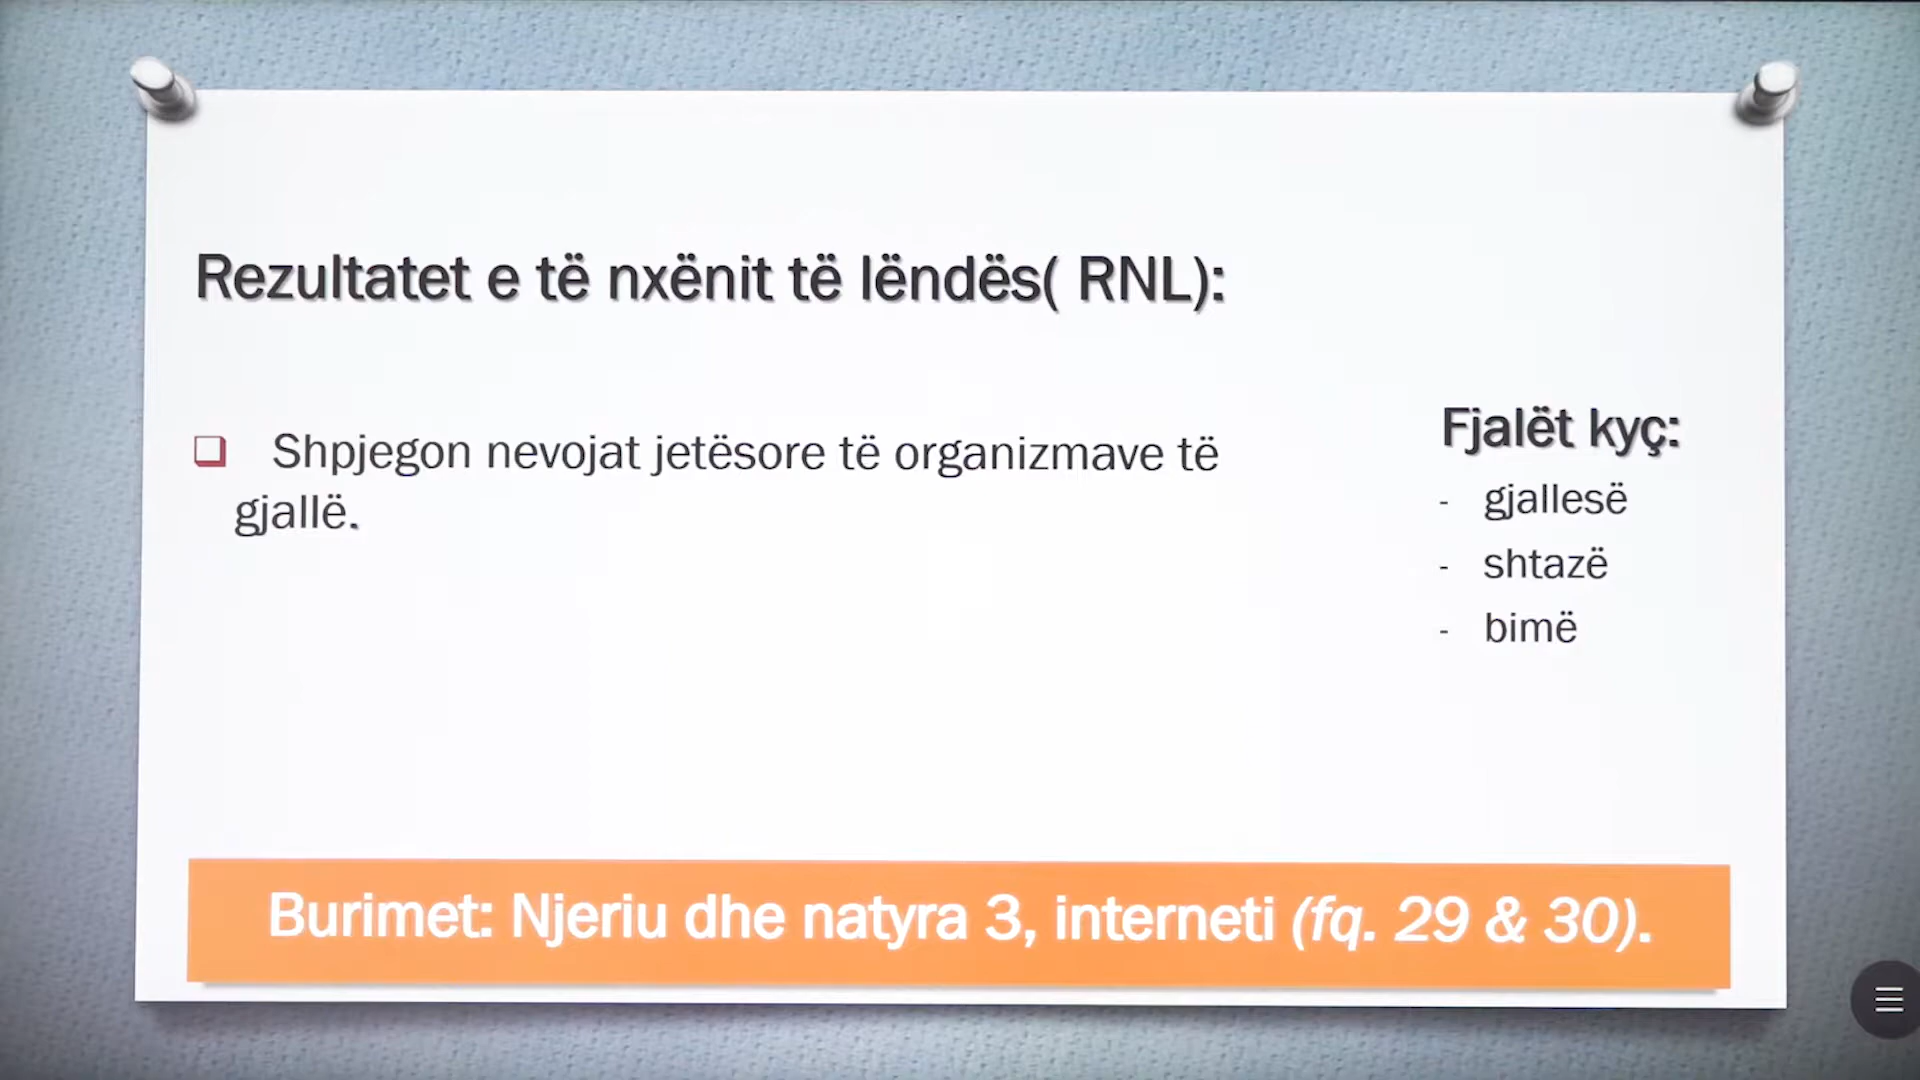 Rezultatet e të nxënit të lëndës( RNL):
❑ Shpjegon nevojat jetësore të organizmave të
gjallë.
Fjalët kyç:
- gjallesë
- shtazë
- bimë
Burimet: Njeriu dhe natyra 3, interneti (fq. 29 & 30).